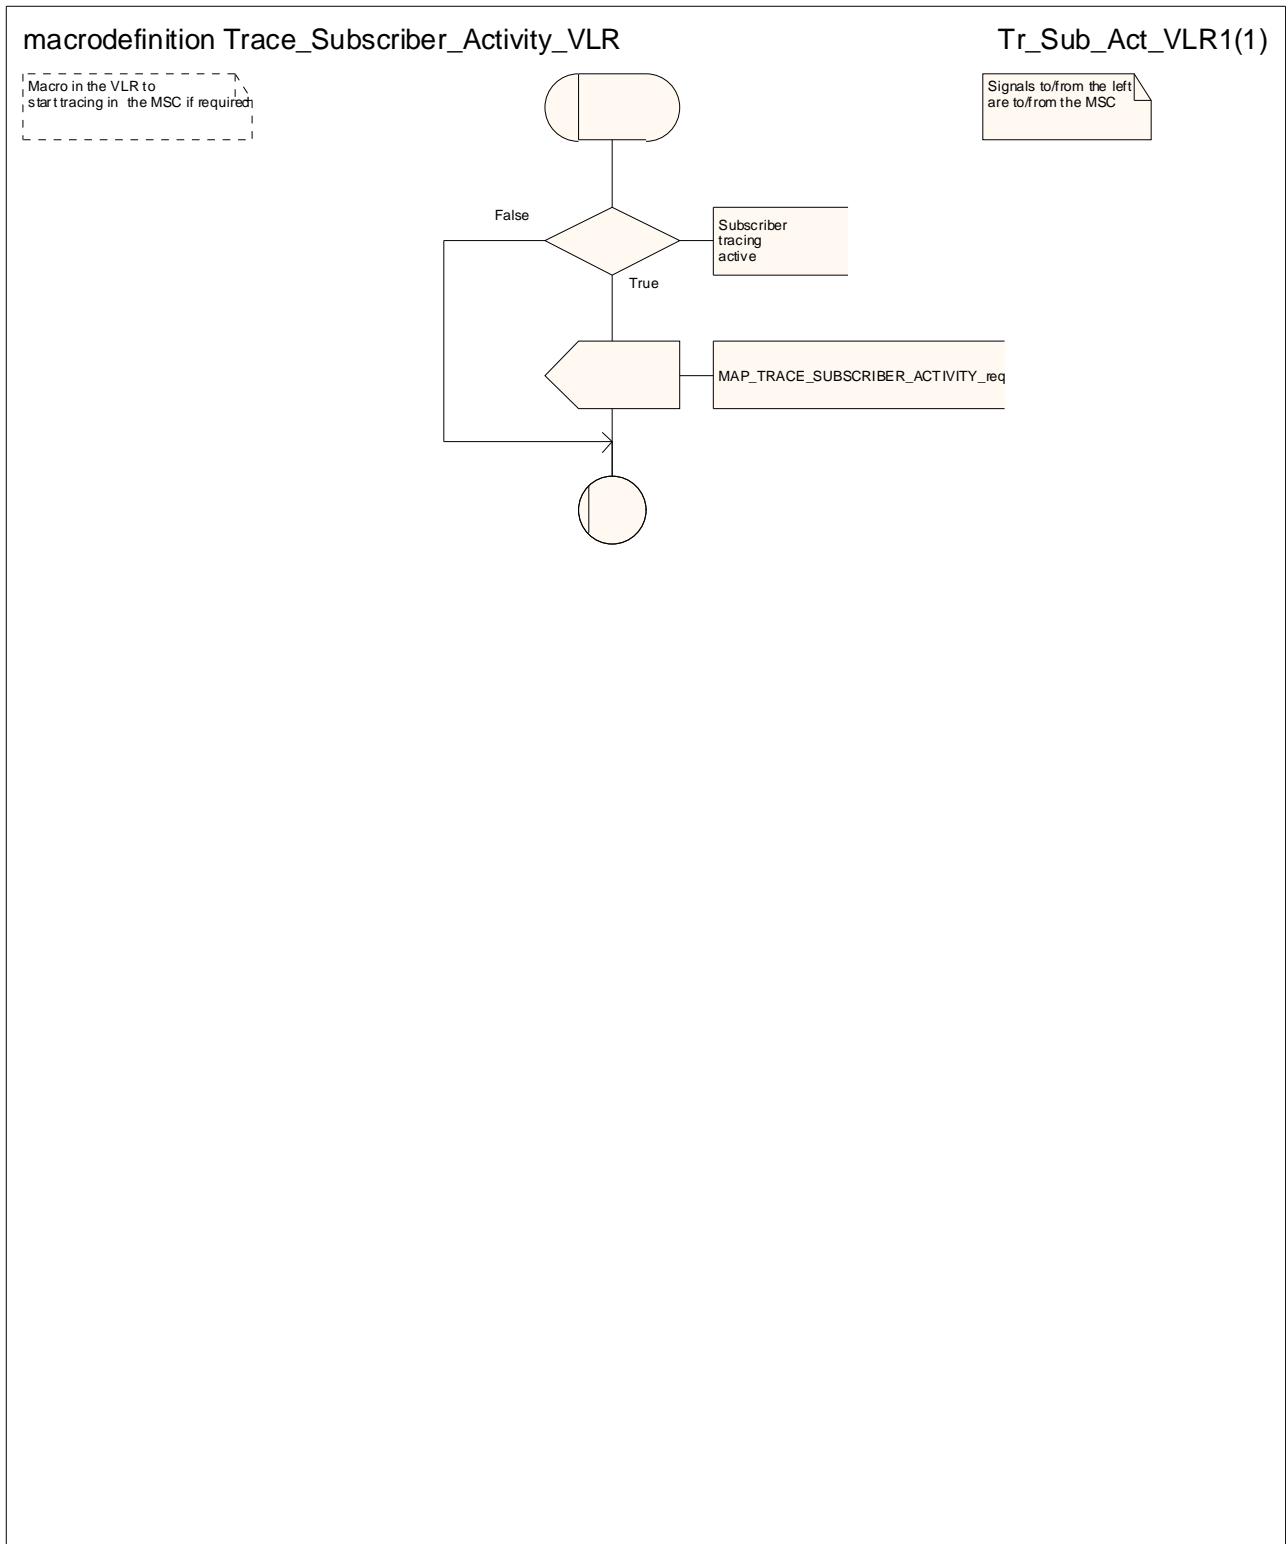 macrodefinition Trace_Subscriber_Activity_VLR
Tr_Sub_Act_VLR1(1)
Macro in the VLR to
start tracing in the MSC if required
Signals to/from the left
are to/from the MSC
False
Subscriber
tracing
active
True
MAP_TRACE_SUBSCRIBER_ACTIVITY_req